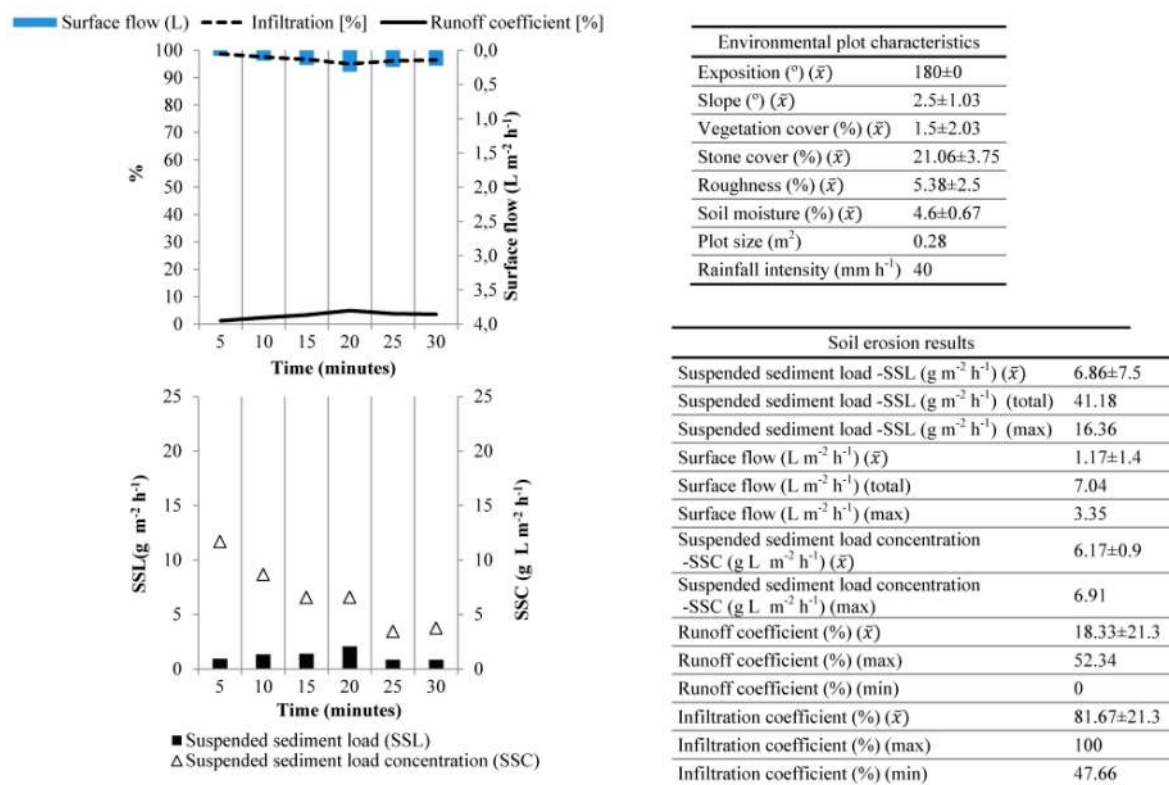 Surface flow (L) Infiltration [%] Runoff coefficient [%]
100 0,0
90 0,5
80 1,0
70 1,5
60 2,0
50 2,5
40 3,0
30 3,5
20 4,0
10
0
%
Surface flow (L m-2 h-1)
5 10 15 20 25 30
Time (minutes)
25 25
20 20
15 15
10 10
5 5
0 0
SSL(g m-2 h-1)
SSC (g L m-2 h-1)
5 10 15 20 25 30
Time (minutes)
■ Suspended sediment load (SSL)
△ Suspended sediment load concentration (SSC)
Environmental plot characteristics
Exposition (º) (x̄) 180±0
Slope (º) (x̄) 2.5±1.03
Vegetation cover (%) (x̄) 1.5±2.03
Stone cover (%) (x̄) 21.06±3.75
Roughness (%) (x̄) 5.38±2.5
Soil moisture (%) (x̄) 4.6±0.67
Plot size (m2) 0.28
Rainfall intensity (mm h-1) 40
Soil erosion results
Suspended sediment load -SSL (g m-2 h-1) (x̄) 6.86±7.5
Suspended sediment load -SSL (g m-2 h-1) (total) 41.18
Suspended sediment load -SSL (g m-2 h-1) (max) 16.36
Surface flow (L m-2 h-1) (x̄) 1.17±1.4
Surface flow (L m-2 h-1) (total) 7.04
Surface flow (L m-2 h-1) (max) 3.35
Suspended sediment load concentration
-SSC (g L m-2 h-1) (x̄) 6.17±0.9
Suspended sediment load concentration
-SSC (g L m-2 h-1) (max) 6.91
Runoff coefficient (%) (x̄) 18.33±21.3
Runoff coefficient (%) (max) 52.34
Runoff coefficient (%) (min) 0
Infiltration coefficient (%) (x̄) 81.67±21.3
Infiltration coefficient (%) (max) 100
Infiltration coefficient (%) (min) 47.66